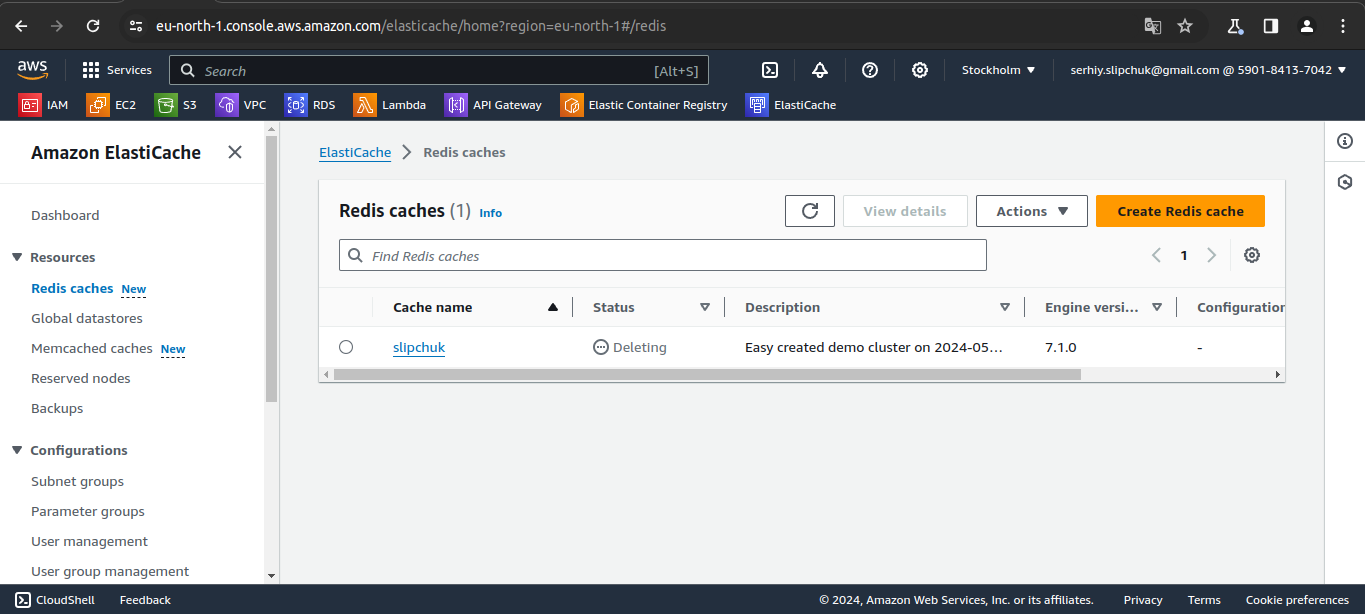 eu-north-1.console.aws.amazon.com/elasticache/home?region=eu-north-1#/redis
aws Services Search [Alt+S] Stockholm serhiy.slipchuk@gmail.com @ 5901-8413-7042
IAM EC2 S3 VPC RDS Lambda API Gateway Elastic Container Registry ElastiCache
Amazon ElastiCache
Dashboard
Resources
Redis caches New
Global datastores
Memcached caches New
Reserved nodes
Backups
Configurations
Subnet groups
Parameter groups
User management
User group management
ElastiCache Redis caches
Redis caches (1) Info View details Actions Create Redis cache
Find Redis caches 1
Cache name Status Description Engine versi... Configuration
slipchuk Deleting Easy created demo cluster on 2024-05... 7.1.0 -
CloudShell Feedback © 2024, Amazon Web Services, Inc. or its affiliates. Privacy Terms Cookie preferences